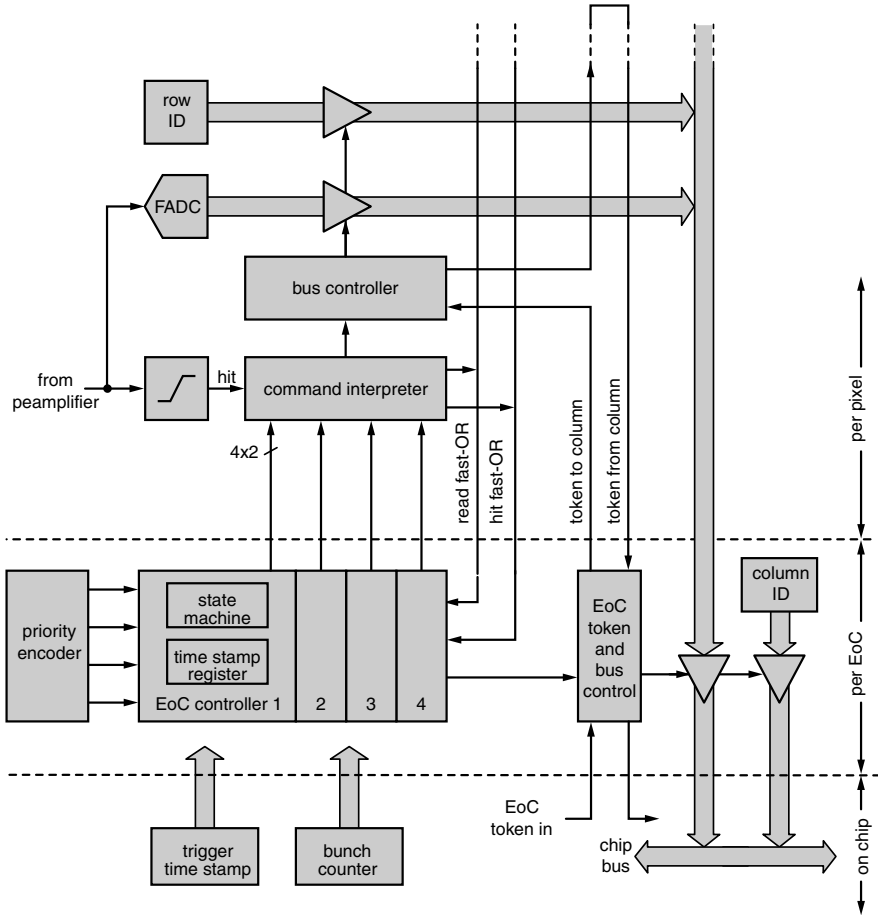 row
ID
FADC
bus controller
from
peamplifier
hit
command interpreter
4x2
read fast-OR
hit fast-OR
token to column
token from column
per pixel
priority
encoder
state
machine
time stamp
register
EoC controller 1
2
3
4
EoC
token
and
bus
control
column
ID
per EoC
trigger
time stamp
bunch
counter
EoC
token in
chip
bus
on chip